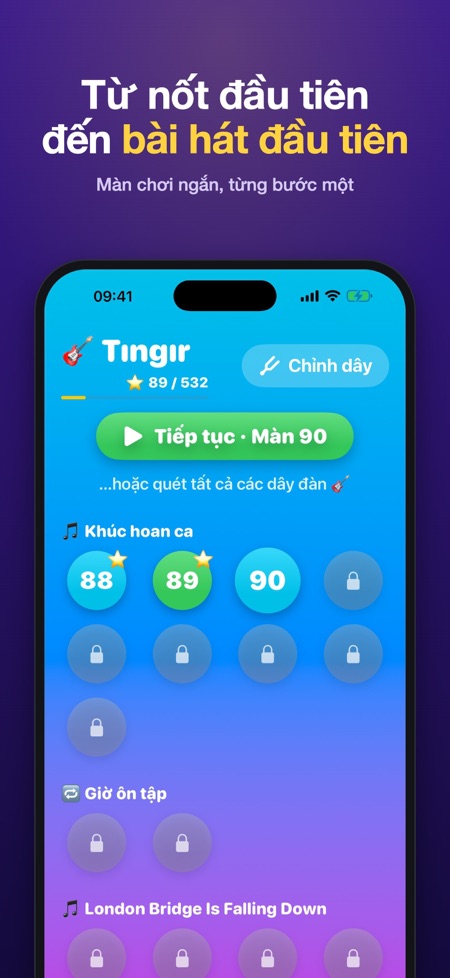 Từ nốt đầu tiên
đến bài hát đầu tiên
Màn chơi ngắn, từng bước một
09:41
Tıngır
89 / 532
Chỉnh dây
Tiếp tục · Màn 90
...hoặc quét tất cả các dây đàn
Khúc hoan ca
88
89
90
Giờ ôn tập
London Bridge Is Falling Down